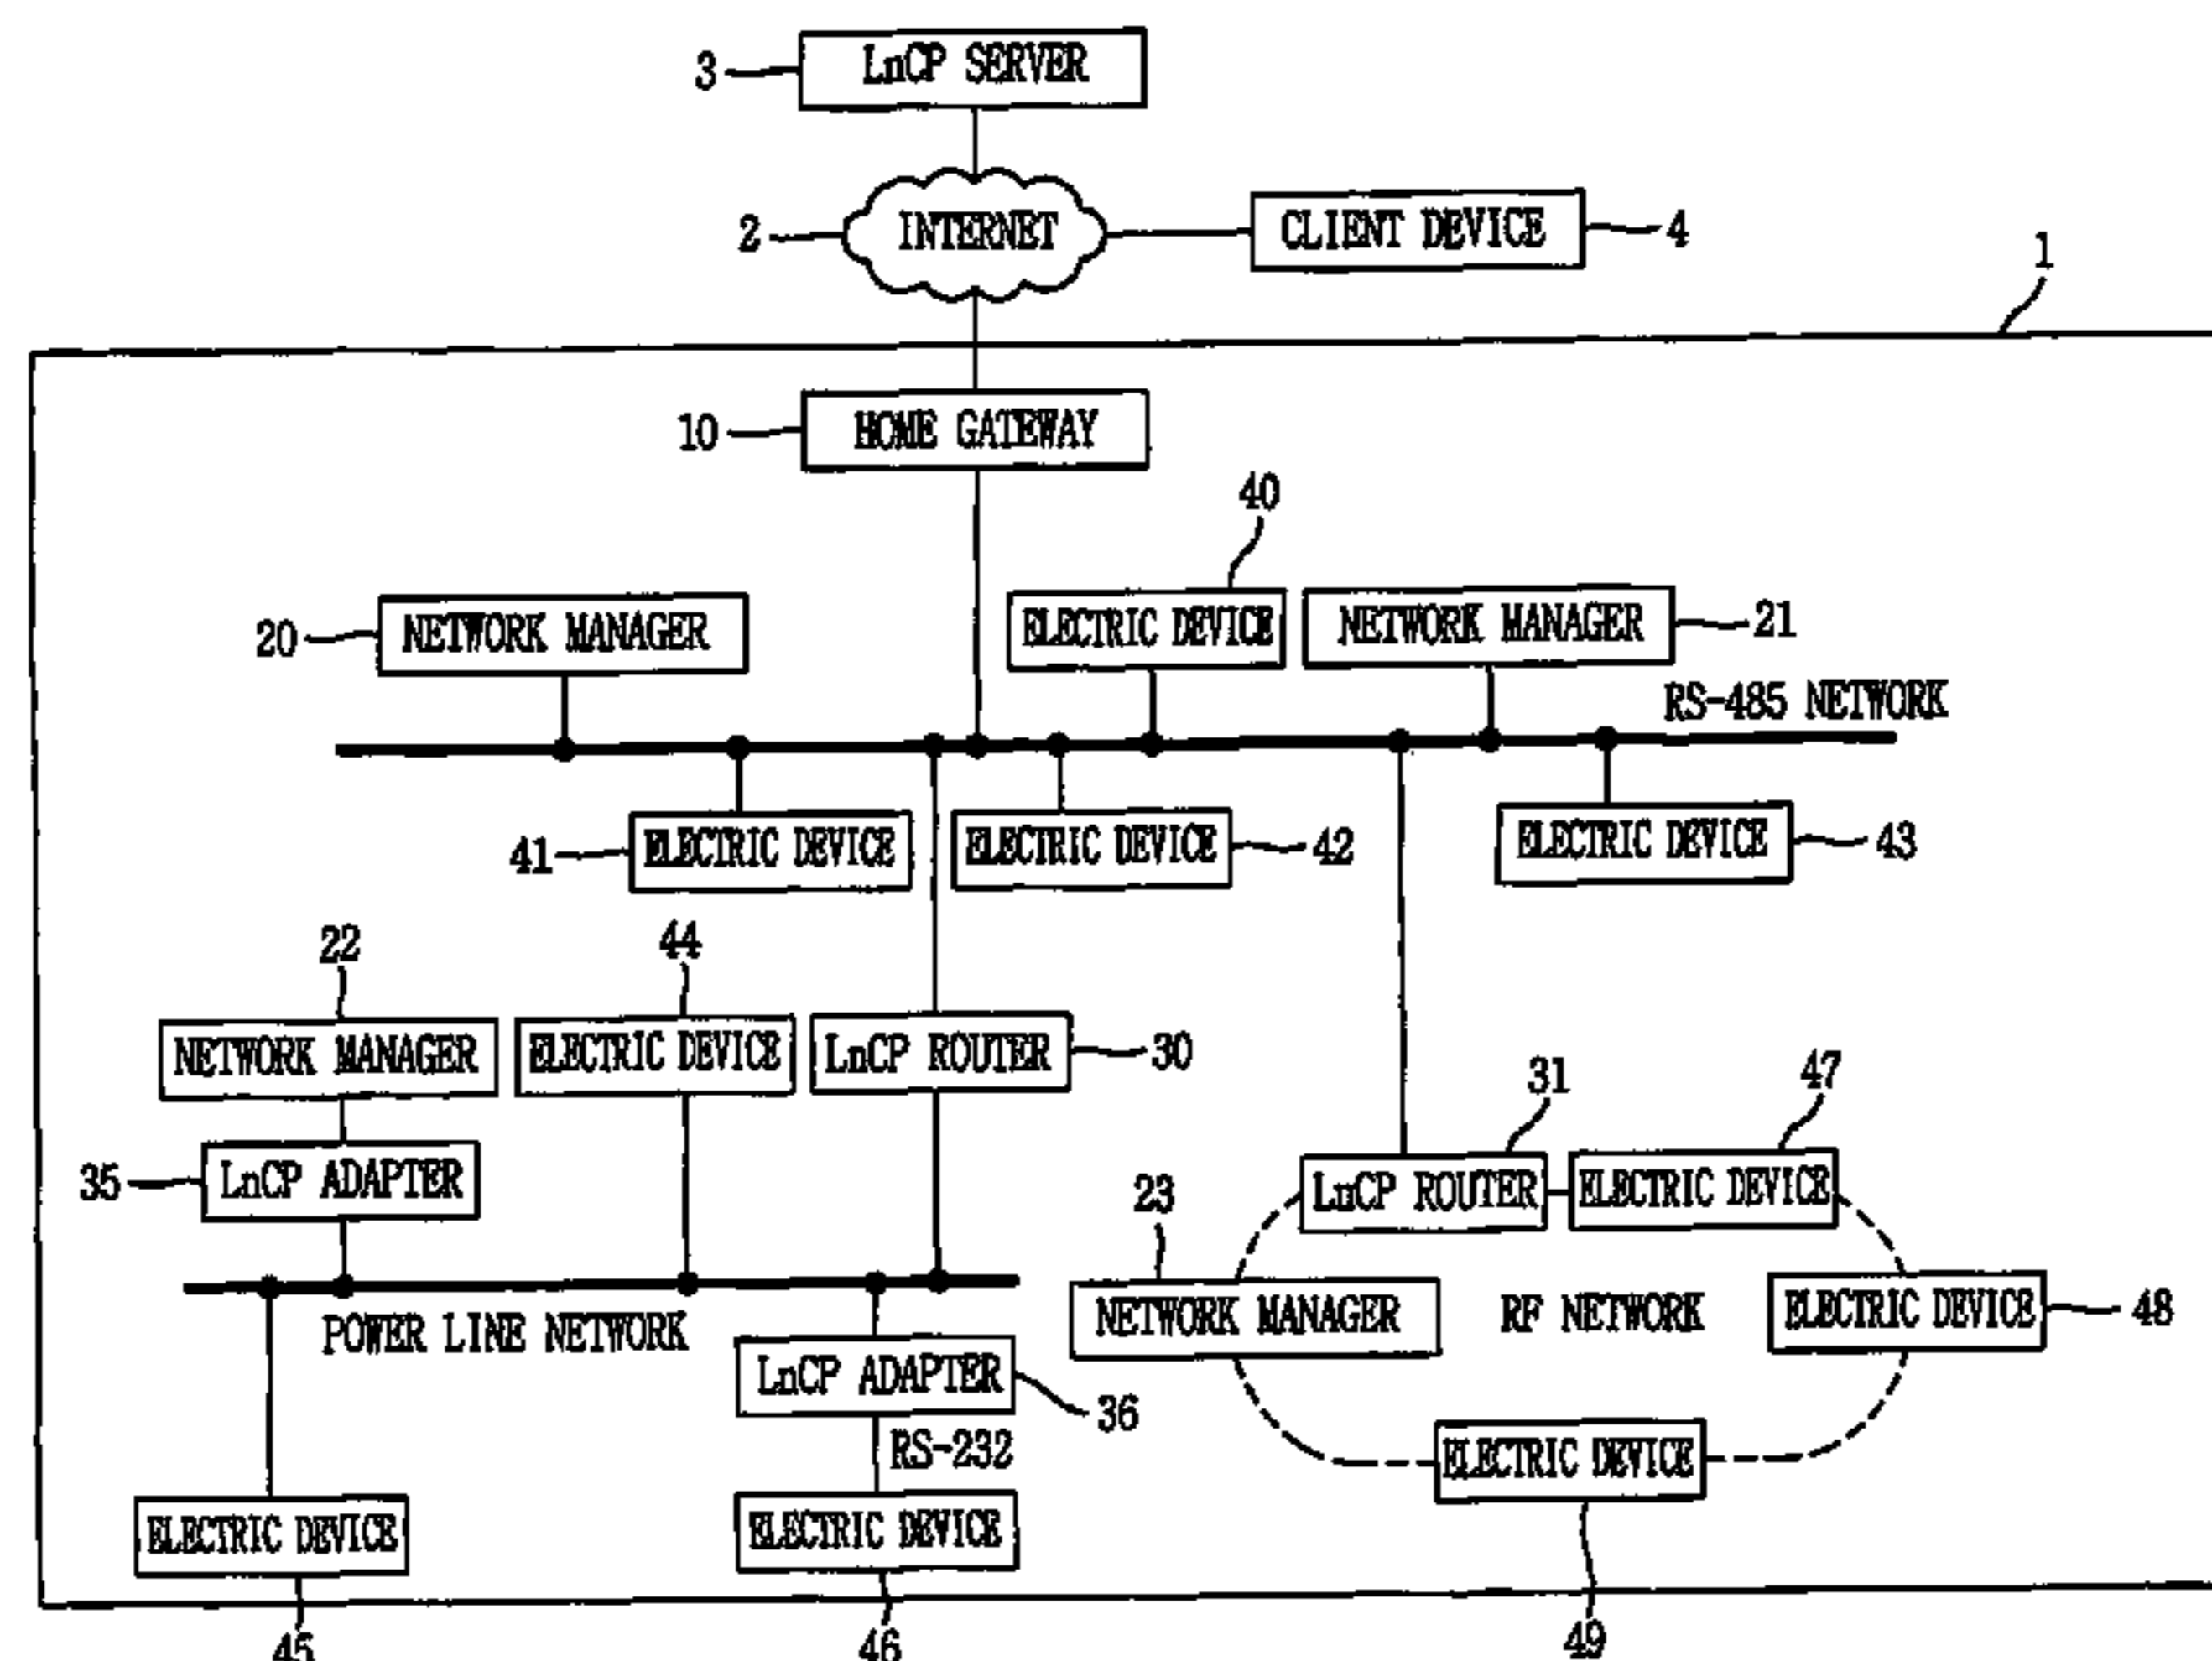 3
LnCP SERVER
2
INTERNET
CLIENT DEVICE
4
1
10
HOME GATEWAY
40
20
NETWORK MANAGER
ELECTRIC DEVICE
NETWORK MANAGER
21
RS-485 NETWORK
41
ELECTRIC DEVICE
ELECTRIC DEVICE
42
ELECTRIC DEVICE
43
22
44
NETWORK MANAGER
ELECTRIC DEVICE
LnCP ROUTER
30
31
47
35
LnCP ADAPTER
23
LnCP ROUTER
ELECTRIC DEVICE
POWER LINE NETWORK
NETWORK MANAGER
RF NETWORK
ELECTRIC DEVICE
48
LnCP ADAPTER
36
RS-232
ELECTRIC DEVICE
ELECTRIC DEVICE
ELECTRIC DEVICE
45
46
49